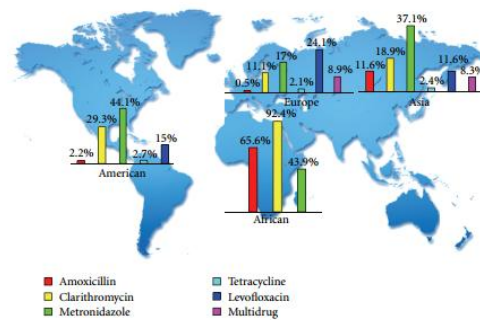 37.1%
24.1%
11.1% 17% 18.9%
11.6% 11.6%
0.5% 2.1% 8.9% 2.4% 8.3%
Europe Asia
44.1%
29.3%
92.4%
65.6%
15%
2.2% 2.7%
43.9%
American
African
Amoxicillin Tetracycline
Clarithromycin Levofloxacin
Metronidazole Multidrug